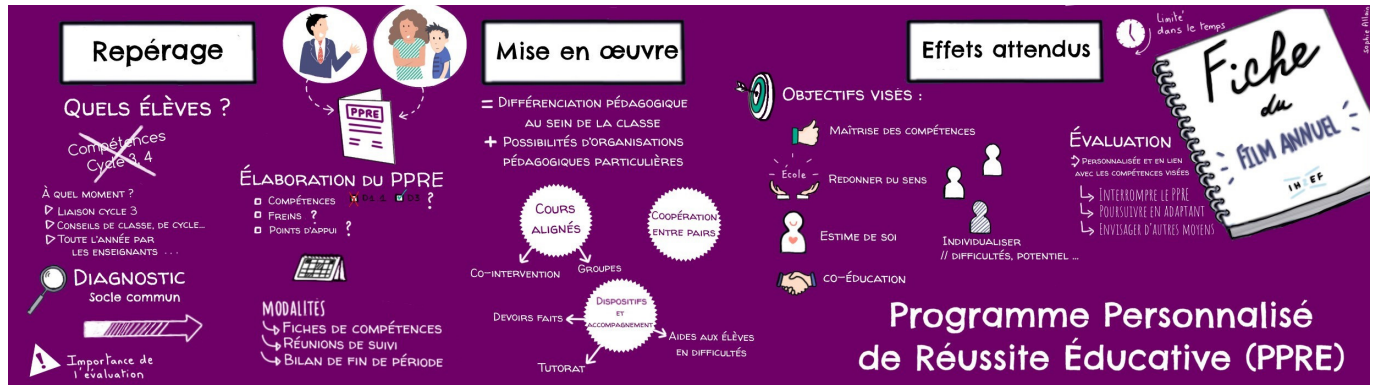 Repérage
QUELS ÉLÈVES ?
Compétences
Cycle 3, 4
À QUEL MOMENT ?
LIAISON CYCLE 3
CONSEILS DE CLASSE, DE CYCLE...
TOUTE L'ANNÉE PAR
LES ENSEIGNANTS ...
DIAGNOSTIC
Socle commun
Importance de
l'évaluation
PPRE
ÉLABORATION DU PPRE
COMPÉTENCES
D1 D3 ?
FREINS ?
POINTS D'APPUI ?
MODALITÉS
FICHES DE COMPÉTENCES
RÉUNIONS DE SUIVI
BILAN DE FIN DE PÉRIODE
Mise en œuvre
= DIFFÉRENCIATION PÉDAGOGIQUE
AU SEIN DE LA CLASSE
+ POSSIBILITÉS D'ORGANISATIONS
PÉDAGOGIQUES PARTICULIÈRES
COURS
ALIGNÉS
COOPÉRATION
ENTRE PAIRS
CO-INTERVENTION
GROUPES
DISPOSITIFS
ET
ACCOMPAGNEMENT
DEVOIRS FAITS
AIDES AUX ÉLÈVES
EN DIFFICULTÉS
TUTORAT
Effets attendus
OBJECTIFS VISÉS :
MAÎTRISE DES COMPÉTENCES
École
REDONNER DU SENS
ESTIME DE SOI
CO-ÉDUCATION
INDIVIDUALISER
// DIFFICULTÉS, POTENTIEL ...
Limité
dans le temps
ÉVALUATION
PERSONNALISÉE ET EN LIEN
AVEC LES COMPÉTENCES VISÉES
INTERROMPRE LE PPRE
POURSUIVRE EN ADAPTANT
ENVISAGER D'AUTRES MOYENS
Fiche
du
FILM ANNUEL
IH2EF
Programme Personnalisé
de Réussite Éducative (PPRE)